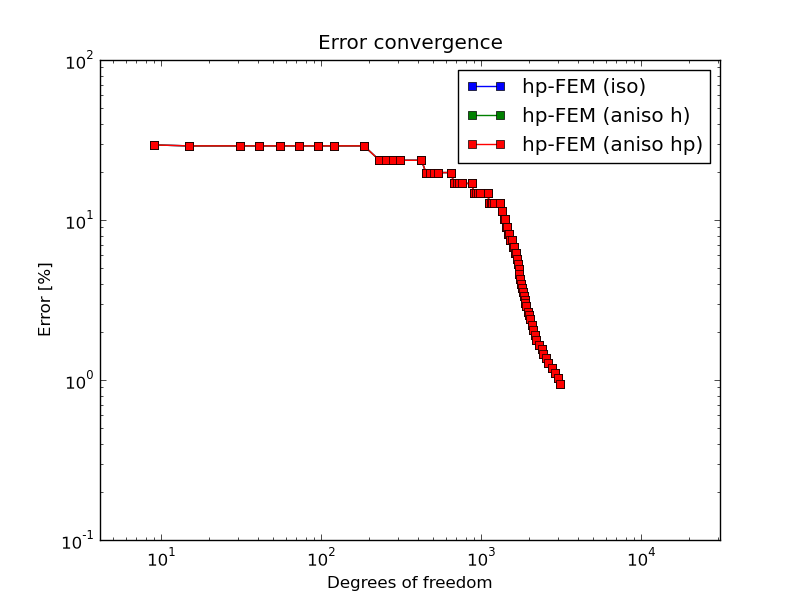 Error convergence
10^2
10^1
10^0
10^-1
Error [%]
hp-FEM (iso)
hp-FEM (aniso h)
hp-FEM (aniso hp)
10^1
10^2
10^3
10^4
Degrees of freedom